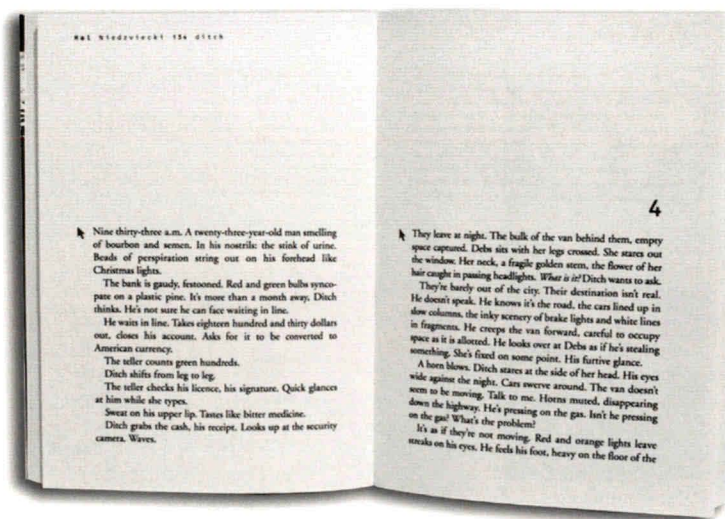 Hal Niedzviecki 134 ditch
Nine thirty-three a.m. A twenty-three-year-old man smelling
of bourbon and semen. In his nostrils: the stink of urine.
Beads of perspiration string out on his forehead like
Christmas lights.
The bank is gaudy, festooned. Red and green bulbs synco-
pate on a plastic pine. It's more than a month away, Ditch
thinks. He's not sure he can face waiting in line.
He waits in line. Takes eighteen hundred and thirty dollars
out, closes his account. Asks for it to be converted to
American currency.
The teller counts green hundreds.
Ditch shifts from leg to leg.
The teller checks his licence, his signature. Quick glances
at him while she types.
Sweat on his upper lip. Tastes like bitter medicine.
Ditch grabs the cash, his receipt. Looks up at the security
camera. Waves.
4
They leave at night. The bulk of the van behind them, empty
space captured. Debs sits with her legs crossed. She stares out
the window. Her neck, a fragile golden stem, the flower of her
hair caught in passing headlights. What is it? Ditch wants to ask.
They're barely out of the city. Their destination isn't real.
He doesn't speak. He knows it's the road, the cars lined up in
slow columns, the inky scenery of brake lights and white lines
in fragments. He creeps the van forward, careful to occupy
space as it is allotted. He looks over at Debs as if he's stealing
something. She's fixed on some point. His furtive glance.
A horn blows. Ditch stares at the side of her head. His eyes
wide against the night. Cars swerve around. The van doesn't
seem to be moving. Talk to me. Horns muted, disappearing
down the highway. He's pressing on the gas. Isn't he pressing
on the gas? What's the problem?
It's as if they're not moving. Red and orange lights leave
streaks on his eyes. He feels his foot, heavy on the floor of the